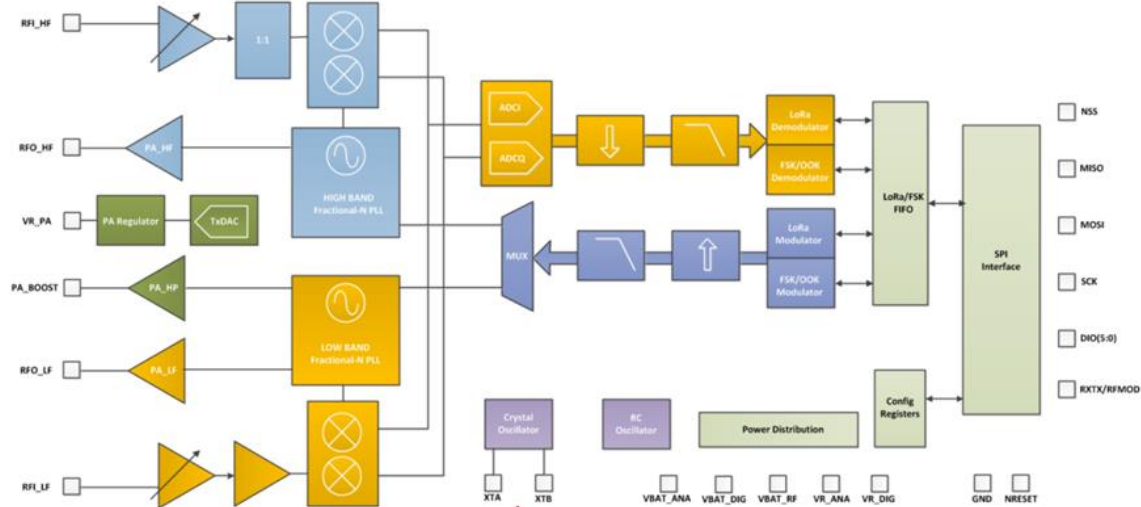 RFI_HF
1:1
RFO_HF
PA_HF
HIGH BAND
Fractional-N PLL
VR_PA
PA Regulator
TxDAC
PA_BOOST
PA_HP
LOW BAND
Fractional-N PLL
RFO_LF
PA_LF
RFI_LF
ADCI
ADCQ
LoRa
Demodulator
FSK/OOK
Demodulator
MUX
LoRa
Modulator
FSK/OOK
Modulator
LoRa/FSK
FIFO
SPI
Interface
Config
Registers
NSS
MISO
MOSI
SCK
DIO(5:0)
RXTX/RFMOD
Crystal
Oscillator
RC
Oscillator
Power Distribution
XTA
XTB
VBAT_ANA
VBAT_DIG
VBAT_RF
VR_ANA
VR_DIG
GND
NRESET